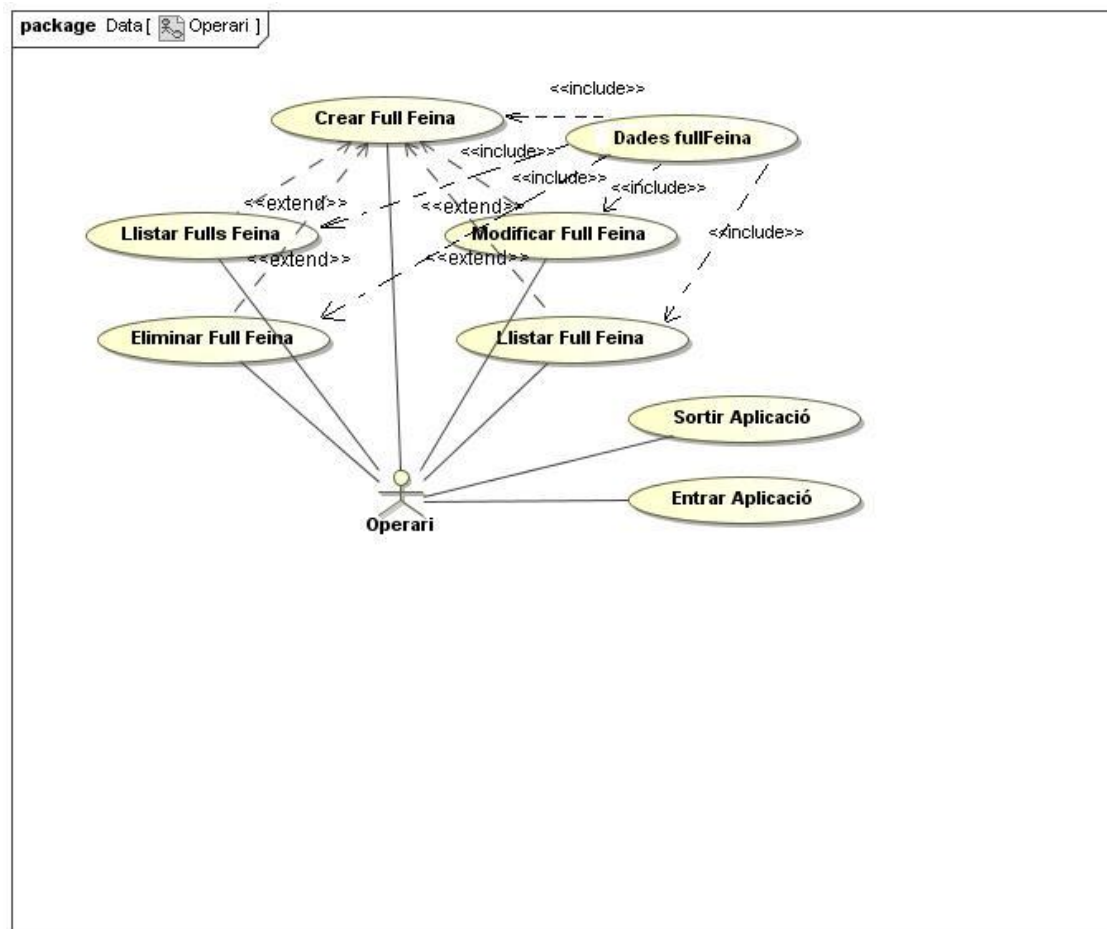 package Data [ Operari ]
<<include>>
Crear Full Feina
Dades fullFeina
<<include>>
<<include>>
<<include>>
<<extend>>
<<extend>>
Llistar Fulls Feina
Modificar Full Feina
<<include>>
<<extend>>
<<extend>>
Eliminar Full Feina
Llistar Full Feina
Sortir Aplicació
Entrar Aplicació
Operari